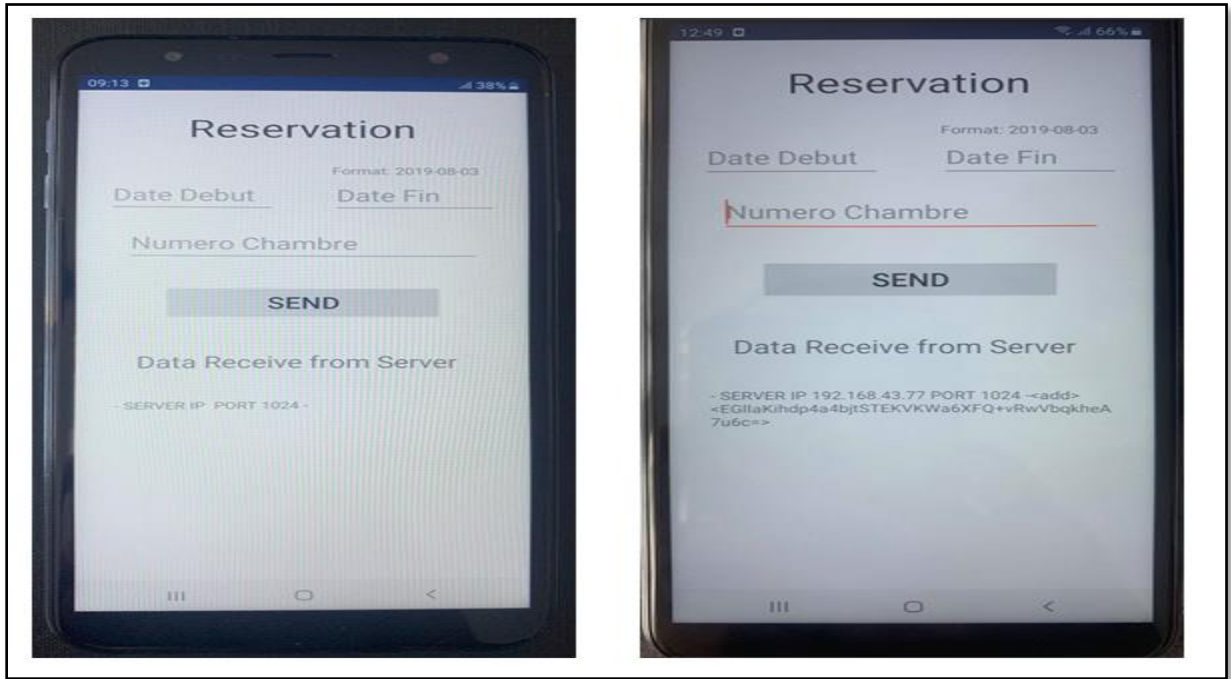 09:13
38%
Reservation
Format: 2019-08-03
Date Debut
Date Fin
Numero Chambre
SEND
Data Receive from Server
- SERVER IP PORT 1024 -
12:49
66%
Reservation
Format: 2019-08-03
Date Debut
Date Fin
Numero Chambre
SEND
Data Receive from Server
- SERVER IP 192.168.43.77 PORT 1024 -<add>
<EGIlaKihdp4a4bjtSTEKVKWa6XFQ+vRwVbqkheA
7u6c=>